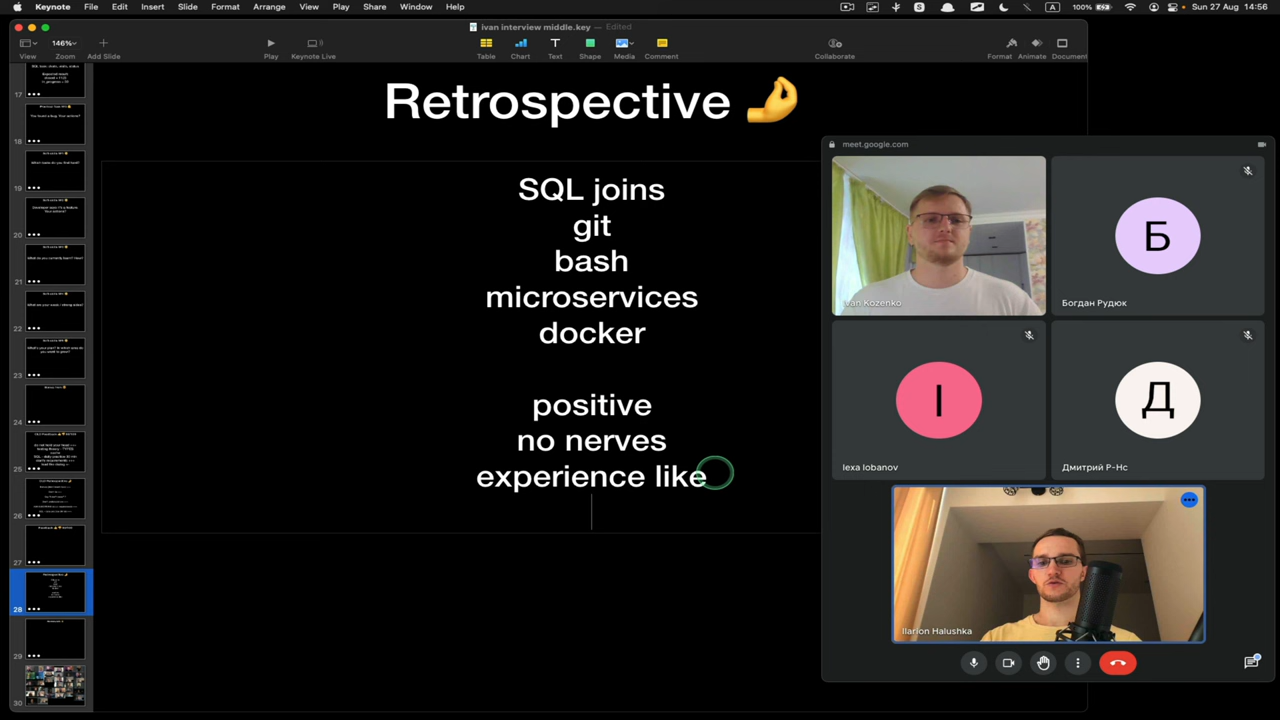 Keynote File Edit Insert Slide Format Arrange View Play Share Window Help
100% A Sun 27 Aug 14:56
ivan interview middle.key — Edited
146%
View Zoom Add Slide Play Keynote Live Table Chart Text Shape Media Comment Collaborate Format Animate Document
Retrospective 🤌
SQL joins
git
bash
microservices
docker
positive
no nerves
experience like
meet.google.com
Ivan Kozenko
Б
Богдан Рудюк
I
lexa lobanov
Д
Дмитрий Р-Нс
Ilarion Halushka
17
18
19
20
21
22
23
24
25
26
27
28
29
30